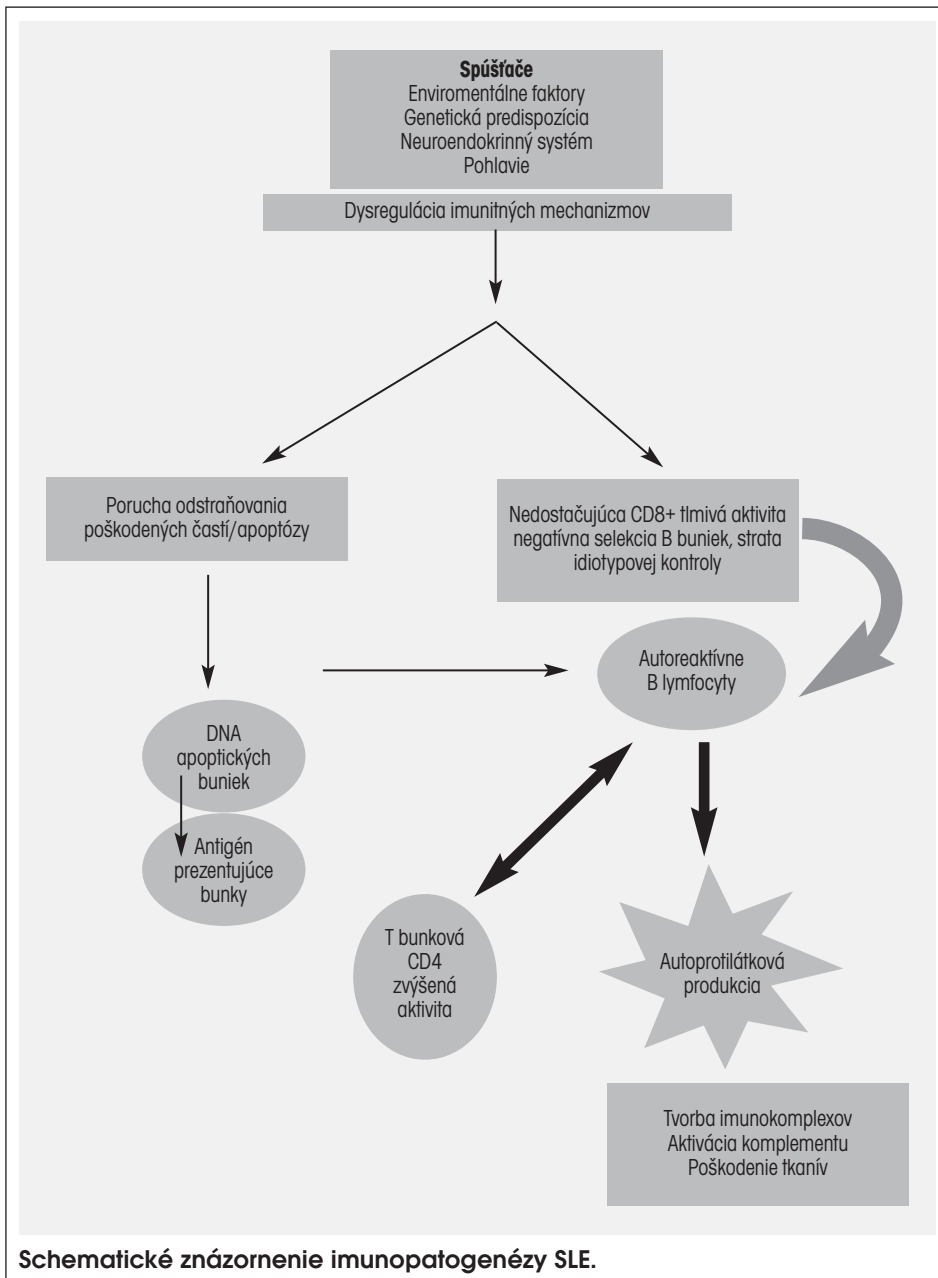 Spúšťače
Enviromentálne faktory
Genetická predispozícia
Neuroendokrinný systém
Pohlavie
Dysregulácia imunitných mechanizmov
Porucha odstraňovania
poškodených častí/apoptózy
Nedostačujúca CD8+ tlmivá aktivita
negatívna selekcia B buniek, strata
idiotypovej kontroly
Autoreaktívne
B lymfocyty
DNA
apoptických
buniek
Antigén
prezentujúce
bunky
T bunková
CD4
zvýšená
aktivita
Autoprotilátková
produkcia
Tvorba imunokomplexov
Aktivácia komplementu
Poškodenie tkanív
Schematické znázornenie imunopatogenézy SLE.